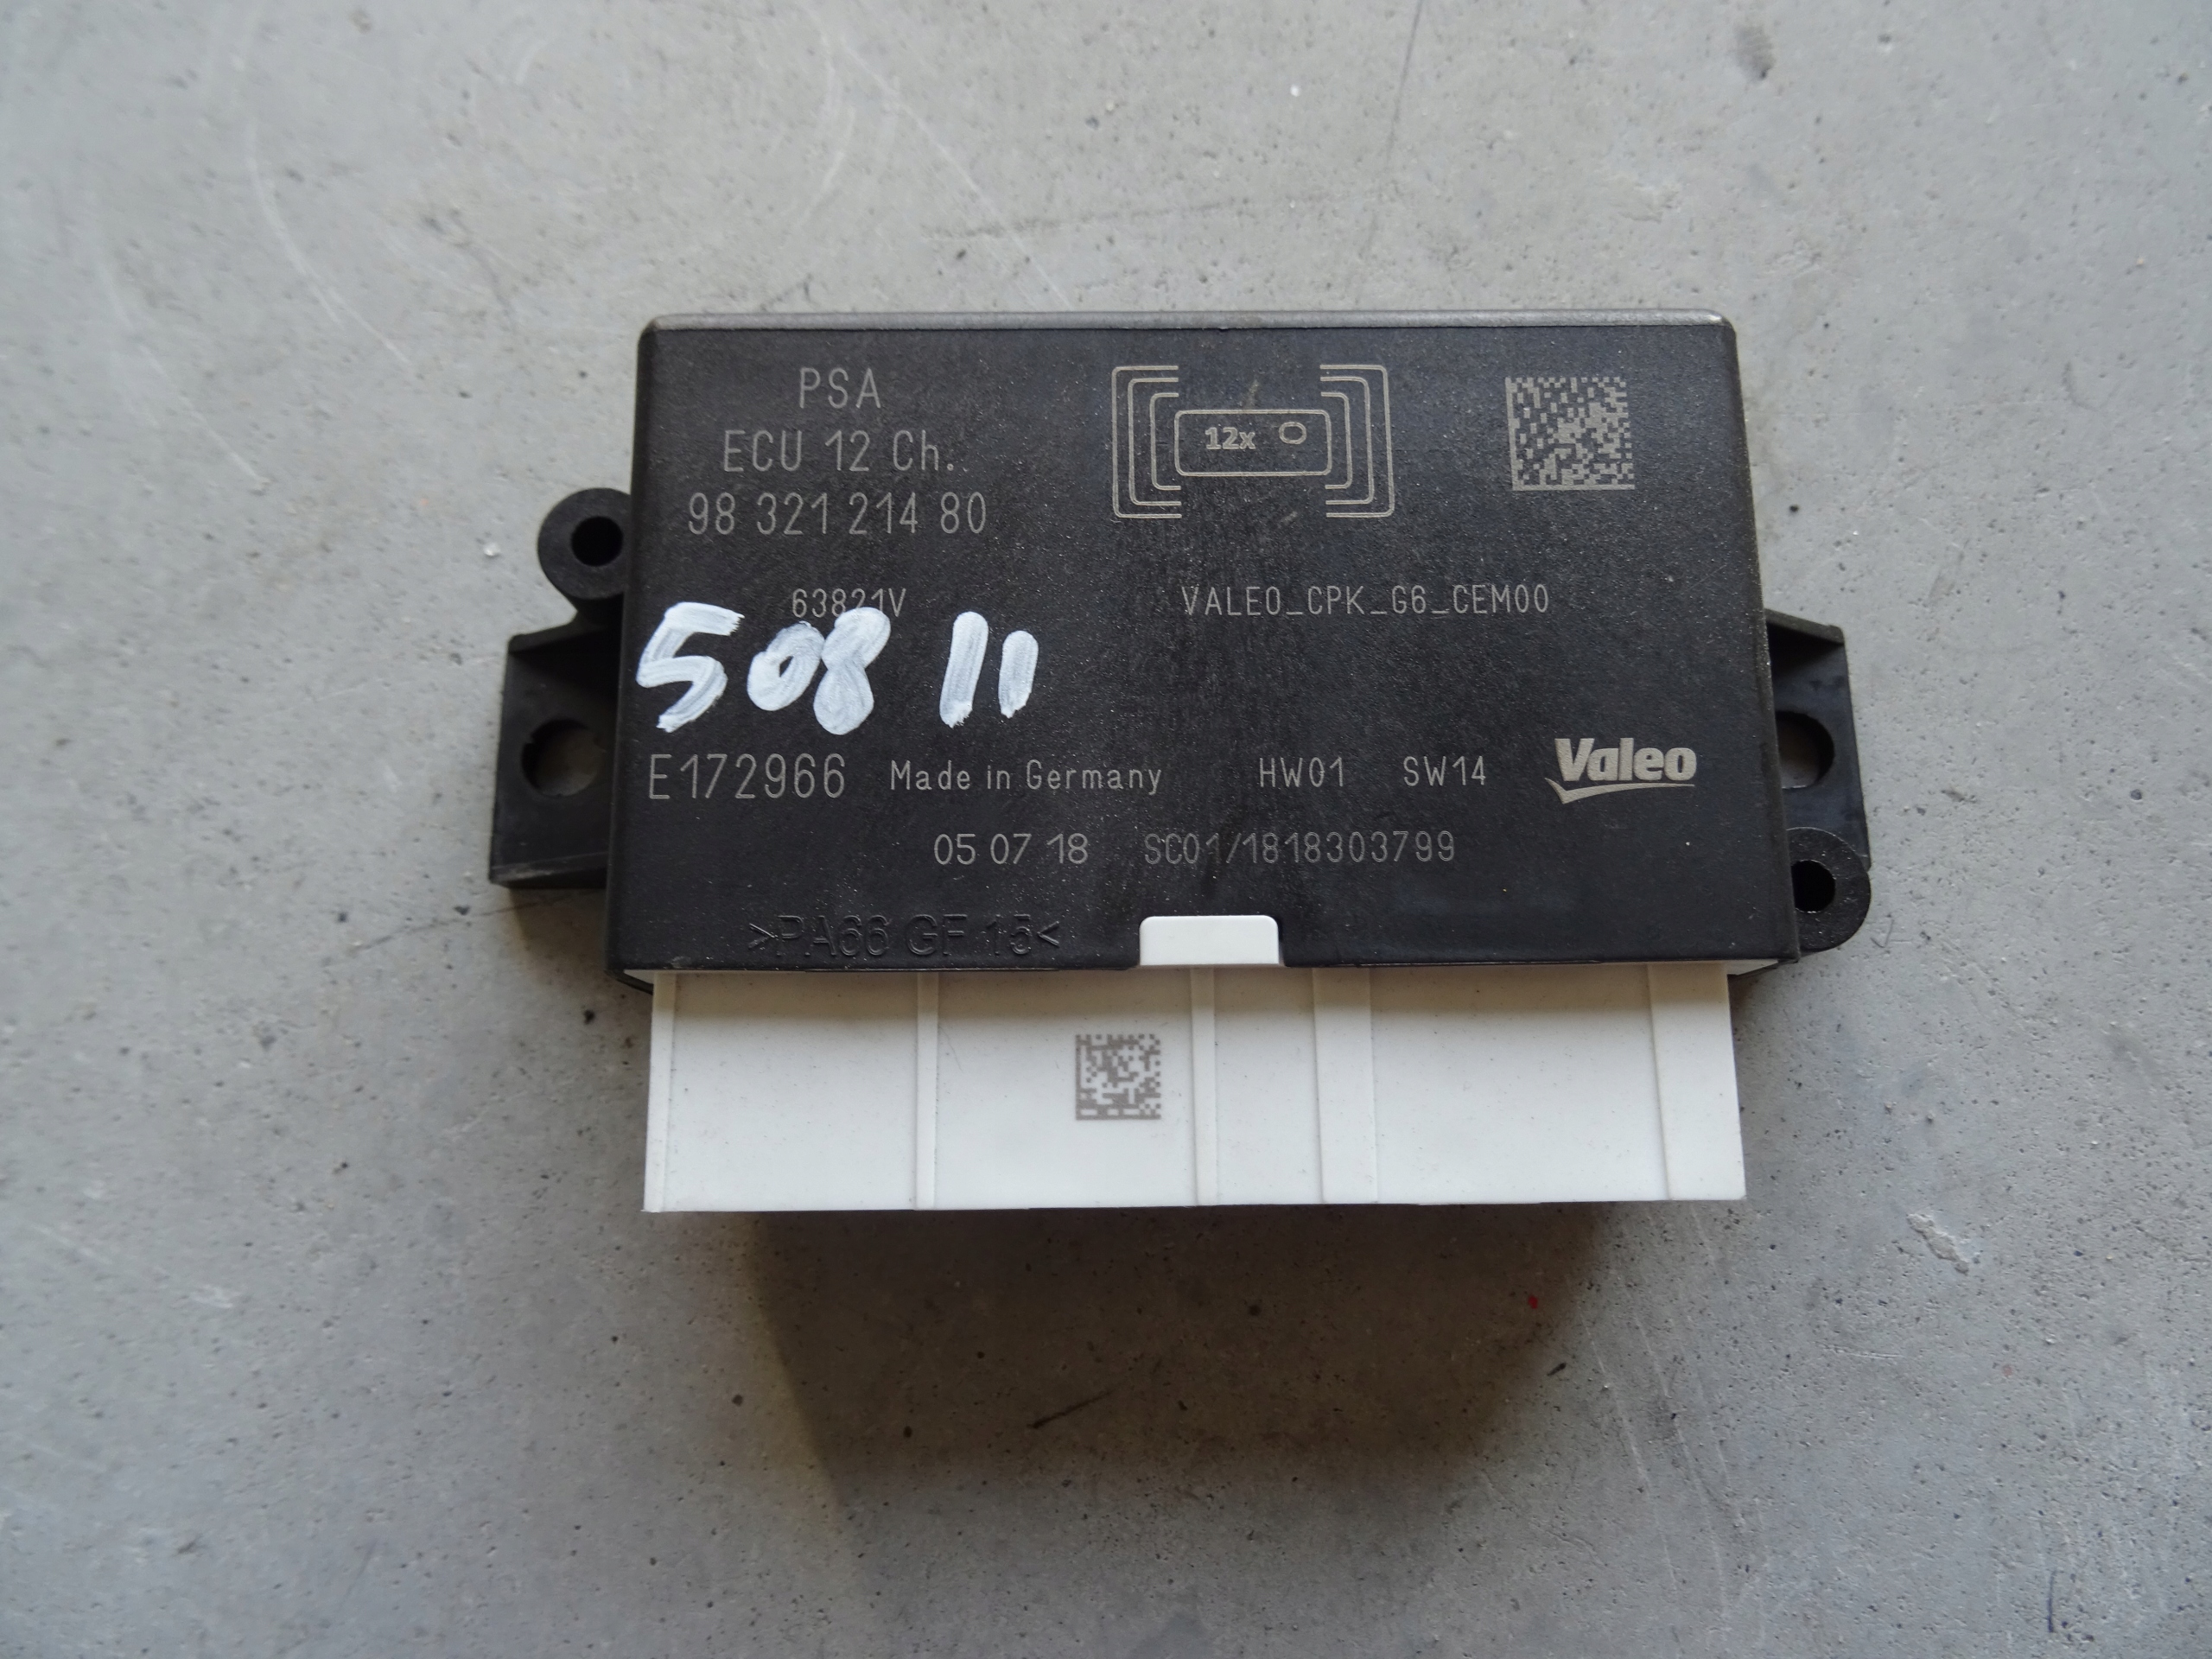 PSA
ECU 12 Ch.
98 321 214 80
12x
63821V
VALEO_CPK_G6_CEM00
508 II
E172966 Made in Germany HW01 SW14 Valeo
05 07 18 SC01/1818303799
>PA66 GF 15<